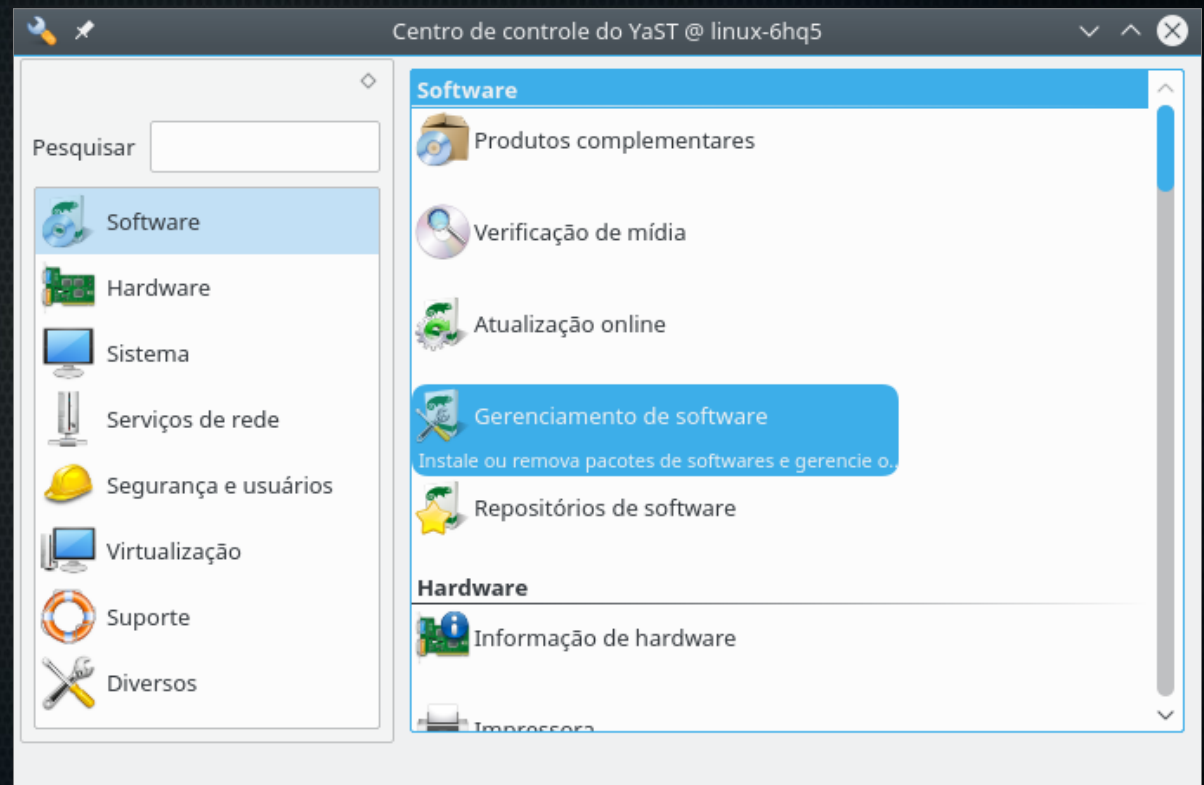 Centro de controle do YaST @ linux-6hq5
Pesquisar
Software
Hardware
Sistema
Serviços de rede
Segurança e usuários
Virtualização
Suporte
Diversos
Software
Produtos complementares
Verificação de mídia
Atualização online
Gerenciamento de software
Instale ou remova pacotes de softwares e gerencie o..
Repositórios de software
Hardware
Informação de hardware
Impressora